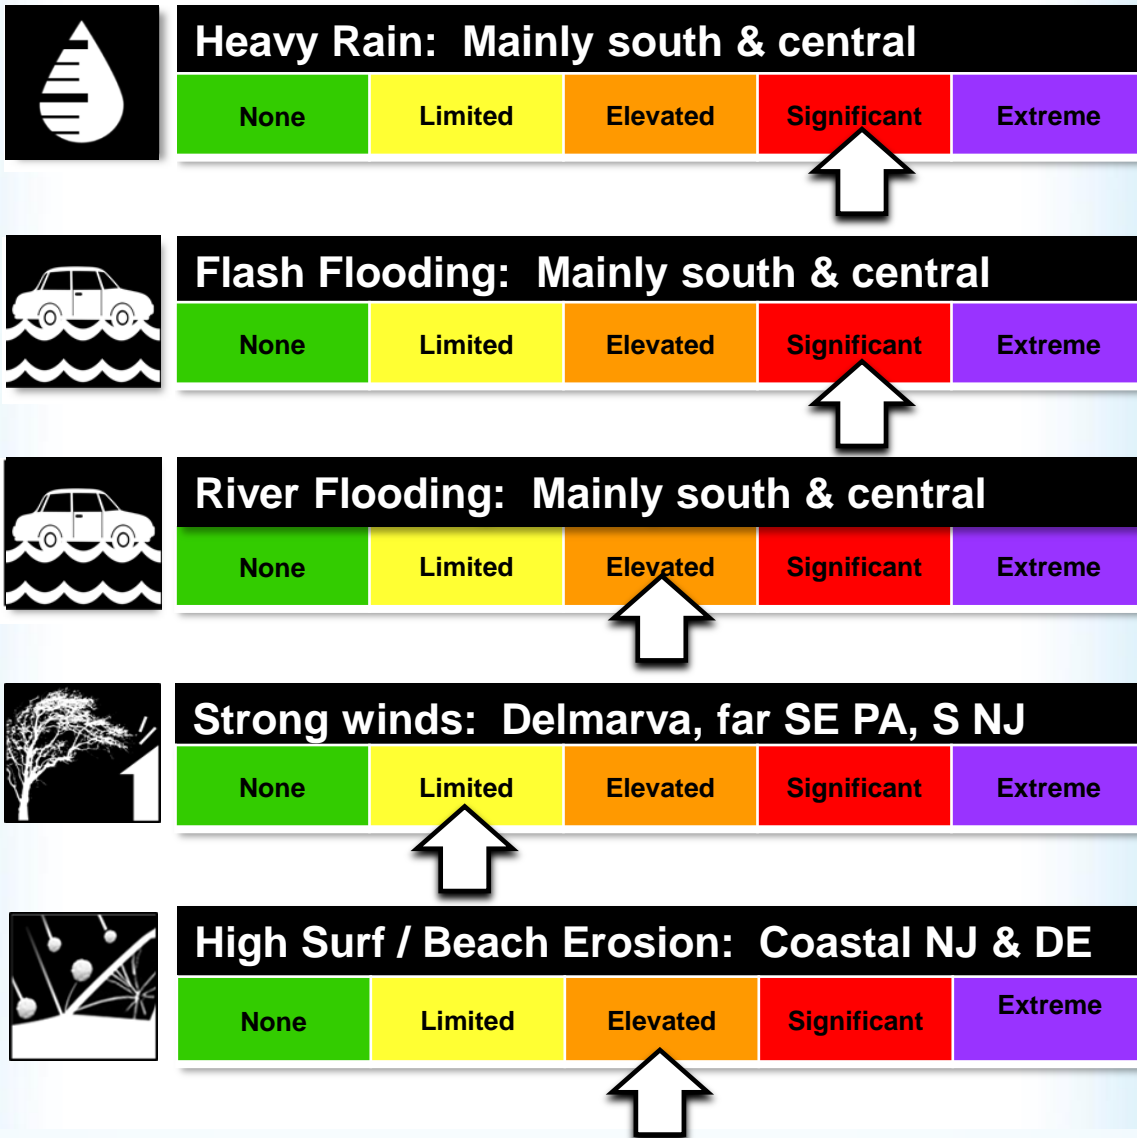 Heavy Rain: Mainly south & central
None Limited Elevated Significant Extreme
Flash Flooding: Mainly south & central
None Limited Elevated Significant Extreme
River Flooding: Mainly south & central
None Limited Elevated Significant Extreme
Strong winds: Delmarva, far SE PA, S NJ
None Limited Elevated Significant Extreme
High Surf / Beach Erosion: Coastal NJ & DE
None Limited Elevated Significant Extreme